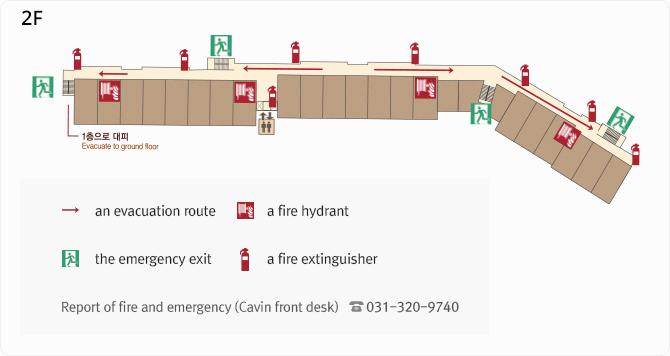 2F
1층으로 대피
Evacuate to ground floor
an evacuation route
a fire hydrant
the emergency exit
a fire extinguisher
Report of fire and emergency (Cavin front desk) ☎ 031-320-9740